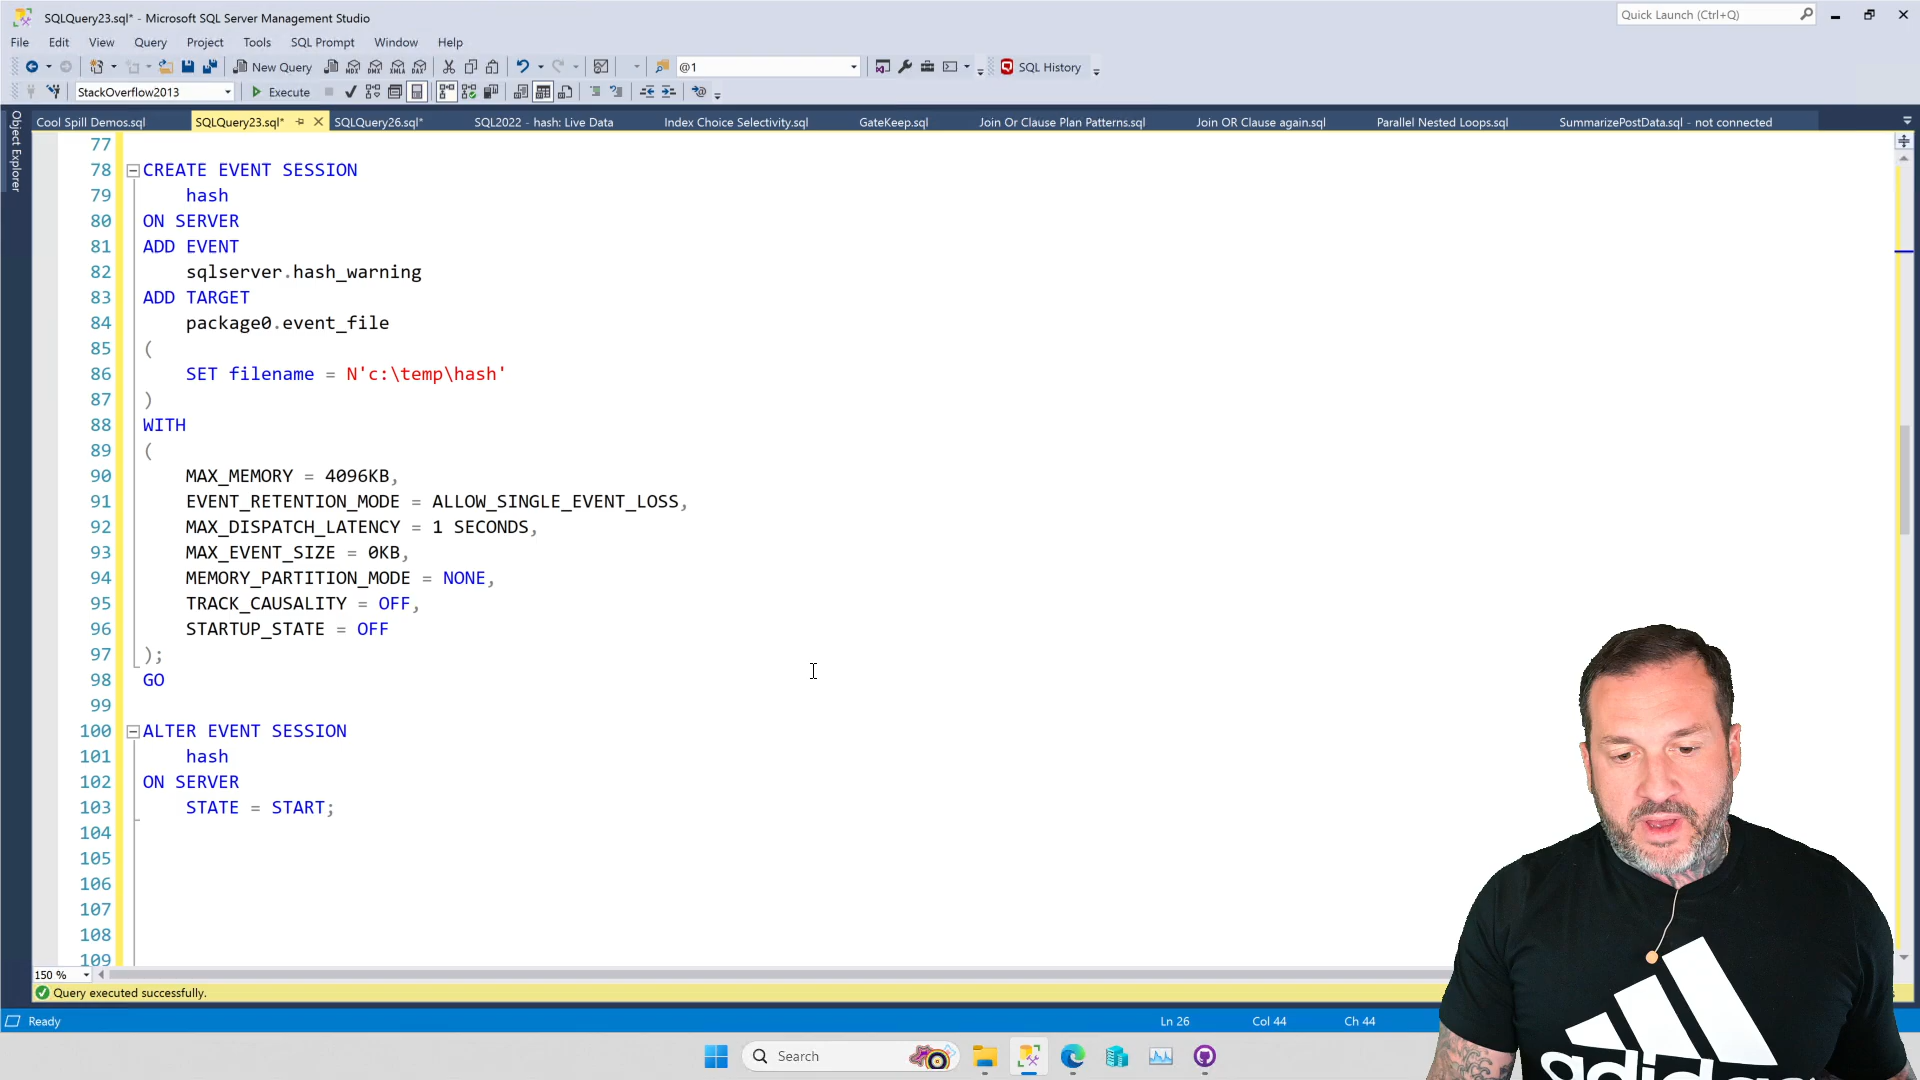 SQLQuery23.sql* - Microsoft SQL Server Management Studio
Quick Launch (Ctrl+Q)
File Edit View Query Project Tools SQL Prompt Window Help
New Query MDX DMX XMLA DAX @1 SQL History
StackOverflow2013 Execute
Cool Spill Demos.sql SQLQuery23.sql* SQLQuery26.sql* SQL2022 - hash: Live Data Index Choice Selectivity.sql GateKeep.sql Join Or Clause Plan Patterns.sql Join OR Clause again.sql Parallel Nested Loops.sql SummarizePostData.sql - not connected
Object Explorer
77
78 CREATE EVENT SESSION
79 hash
80 ON SERVER
81 ADD EVENT
82 sqlserver.hash_warning
83 ADD TARGET
84 package0.event_file
85 (
86 SET filename = N'c:\temp\hash'
87 )
88 WITH
89 (
90 MAX_MEMORY = 4096KB,
91 EVENT_RETENTION_MODE = ALLOW_SINGLE_EVENT_LOSS,
92 MAX_DISPATCH_LATENCY = 1 SECONDS,
93 MAX_EVENT_SIZE = 0KB,
94 MEMORY_PARTITION_MODE = NONE,
95 TRACK_CAUSALITY = OFF,
96 STARTUP_STATE = OFF
97 );
98 GO
99
100 ALTER EVENT SESSION
101 hash
102 ON SERVER
103 STATE = START;
104
105
106
107
108
109
150 %
Query executed successfully.
Ready Ln 26 Col 44 Ch 44
Search
adidas